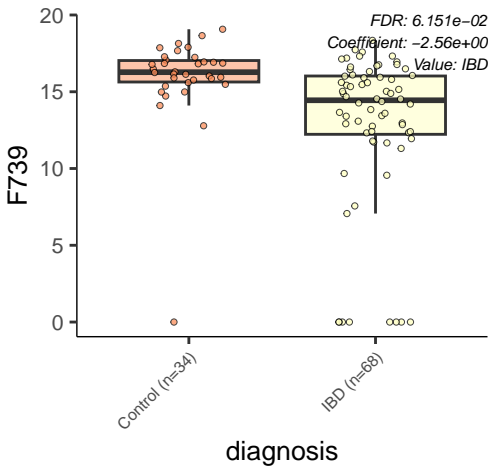 FDR: 6.151e−02
Coefficient: −2.56e+00
Value: IBD
20
15
10
5
0
F739
Control (n=34)
IBD (n=68)
diagnosis